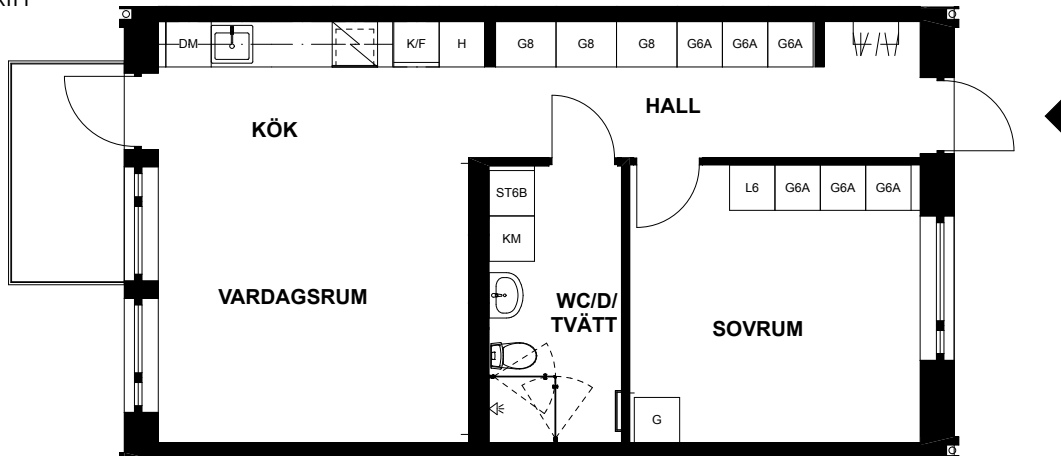 DM
K/F
H
G8
G8
G8
G6A
G6A
G6A
HALL
KÖK
ST6B
L6
G6A
G6A
G6A
KM
VARDAGSRUM
WC/D/
TVÄTT
SOVRUM
G